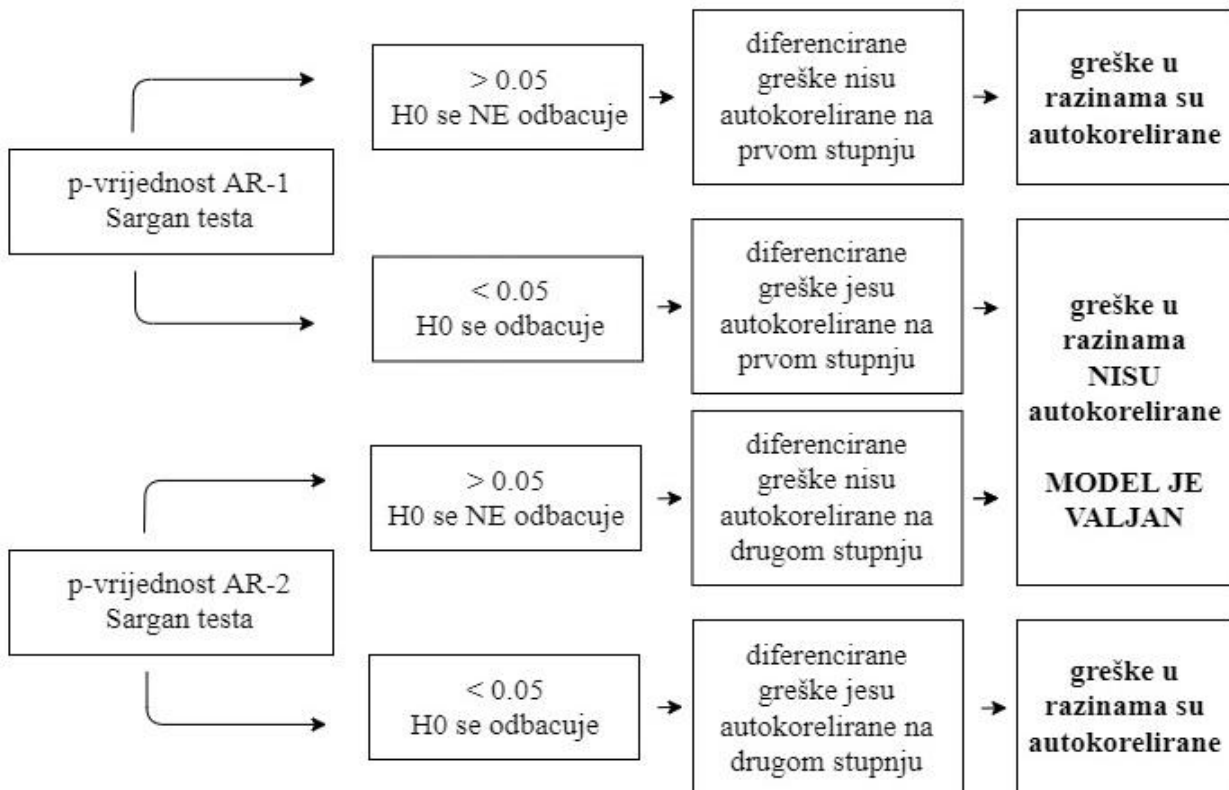 p-vrijednost AR-1
Sargan testa
> 0.05
H0 se NE odbacuje
diferencirane
greške nisu
autokorelirane na
prvom stupnju
greške u
razinama su
autokorelirane
< 0.05
H0 se odbacuje
diferencirane
greške jesu
autokorelirane na
prvom stupnju
greške u
razinama
NISU
autokorelirane
MODEL JE
VALJAN
p-vrijednost AR-2
Sargan testa
> 0.05
H0 se NE odbacuje
diferencirane
greške nisu
autokorelirane na
drugom stupnju
< 0.05
H0 se odbacuje
diferencirane
greške jesu
autokorelirane na
drugom stupnju
greške u
razinama su
autokorelirane